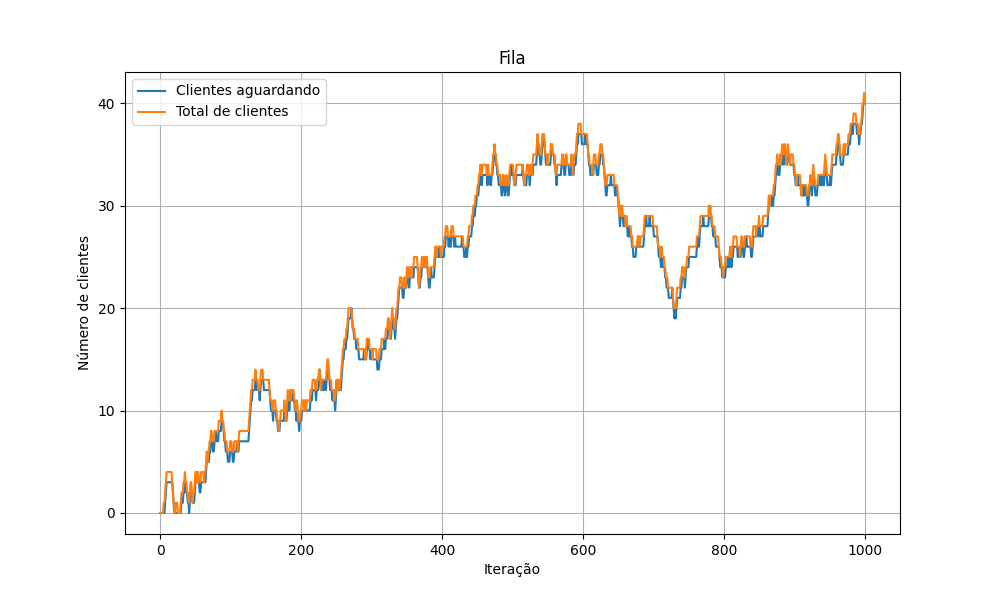 Fila
Clientes aguardando
Total de clientes
Número de clientes
40
30
20
10
0
0 200 400 600 800 1000
Iteração